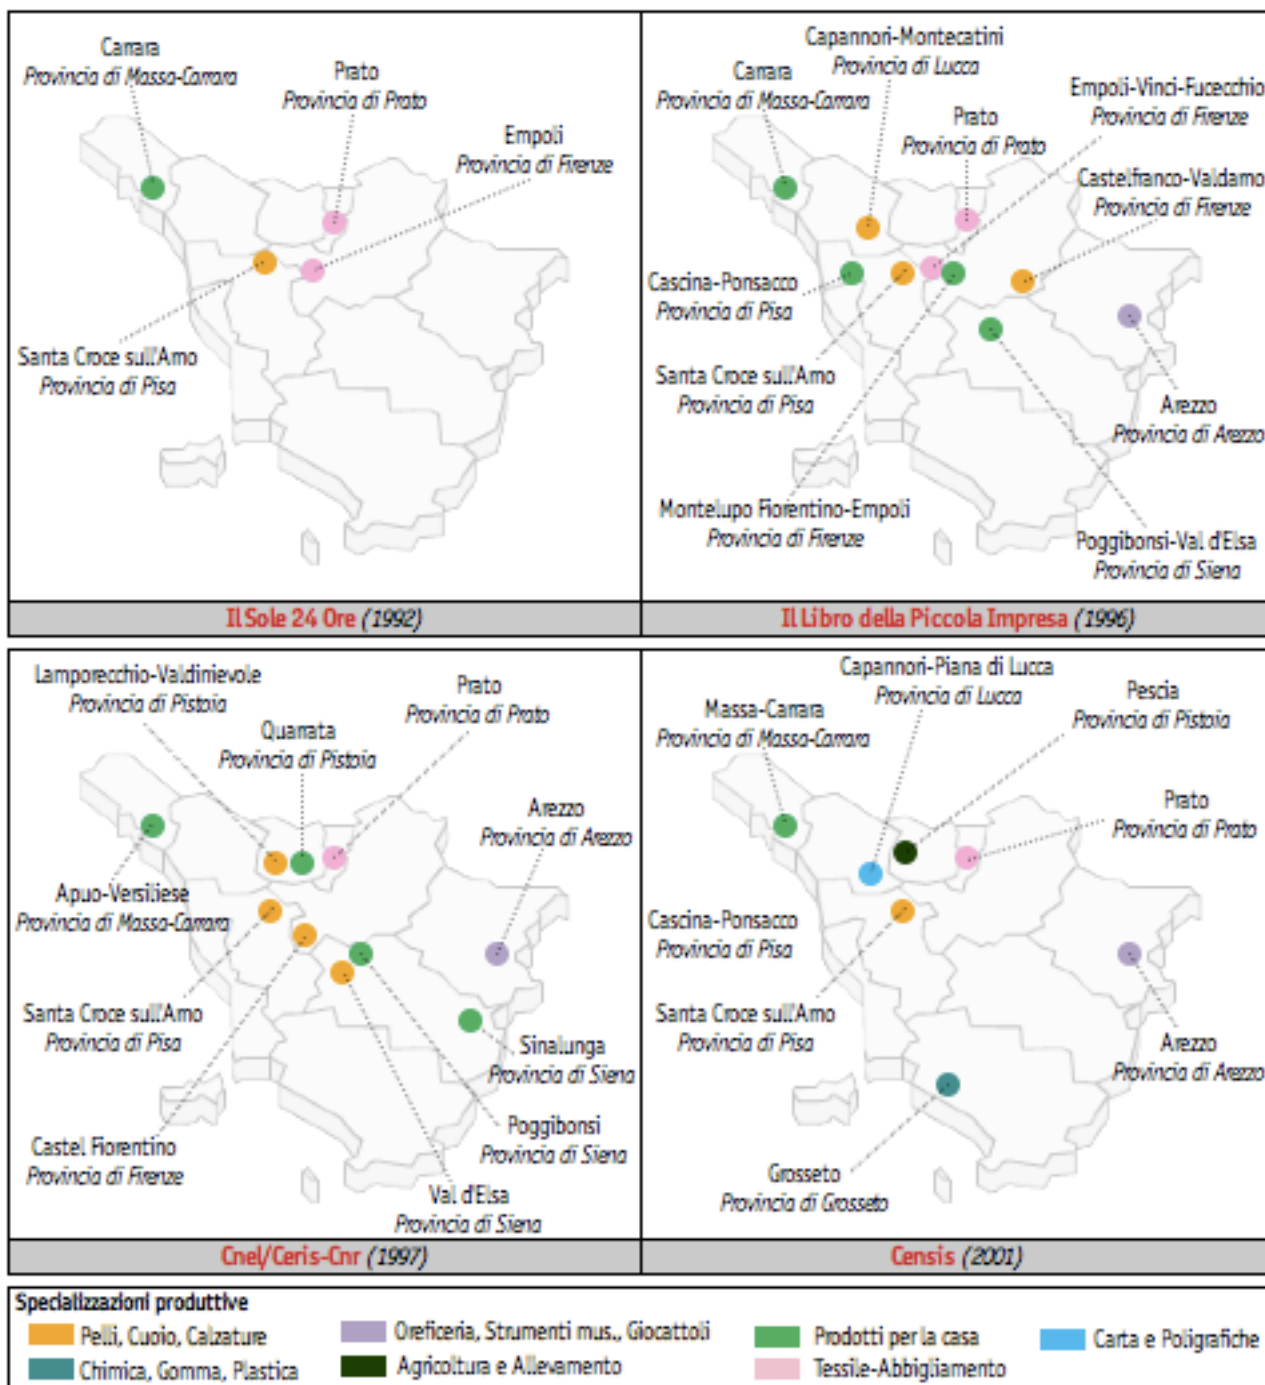 Carrara
Provincia di Massa-Carrara
Prato
Provincia di Prato
Empoli
Provincia di Firenze
Santa Croce sull'Arno
Provincia di Pisa
Il Sole 24 Ore (1992)
Capannori-Montecatini
Provincia di Lucca
Carrara
Provincia di Massa-Carrara
Empoli-Vinci-Fucecchio
Provincia di Firenze
Prato
Provincia di Prato
Castelfranco-Valdarno
Provincia di Firenze
Cascina-Ponsacco
Provincia di Pisa
Santa Croce sull'Arno
Provincia di Pisa
Arezzo
Provincia di Arezzo
Montelupo Fiorentino-Empoli
Provincia di Firenze
Poggibonsi-Val d'Elsa
Provincia di Siena
Il Libro della Piccola Impresa (1996)
Lamporecchio-Valdinievole
Provincia di Pistoia
Prato
Provincia di Prato
Quarrata
Provincia di Pistoia
Arezzo
Provincia di Arezzo
Apuo-Versiliese
Provincia di Massa-Carrara
Santa Croce sull'Arno
Provincia di Pisa
Sinalunga
Provincia di Siena
Poggibonsi
Provincia di Siena
Castel Fiorentino
Provincia di Firenze
Val d'Elsa
Provincia di Siena
Cnel/Ceris-Cnr (1997)
Capannori-Piana di Lucca
Provincia di Lucca
Pescia
Provincia di Pistoia
Massa-Carrara
Provincia di Massa-Carrara
Prato
Provincia di Prato
Cascina-Ponsacco
Provincia di Pisa
Santa Croce sull'Arno
Provincia di Pisa
Arezzo
Provincia di Arezzo
Grosseto
Provincia di Grosseto
Censis (2001)
Specializzazioni produttive
Pelli, Cuoio, Calzature
Oreficeria, Strumenti mus., Giocattoli
Prodotti per la casa
Carta e Poligrafiche
Chimica, Gomma, Plastica
Agricoltura e Allevamento
Tessile-Abbigliamento